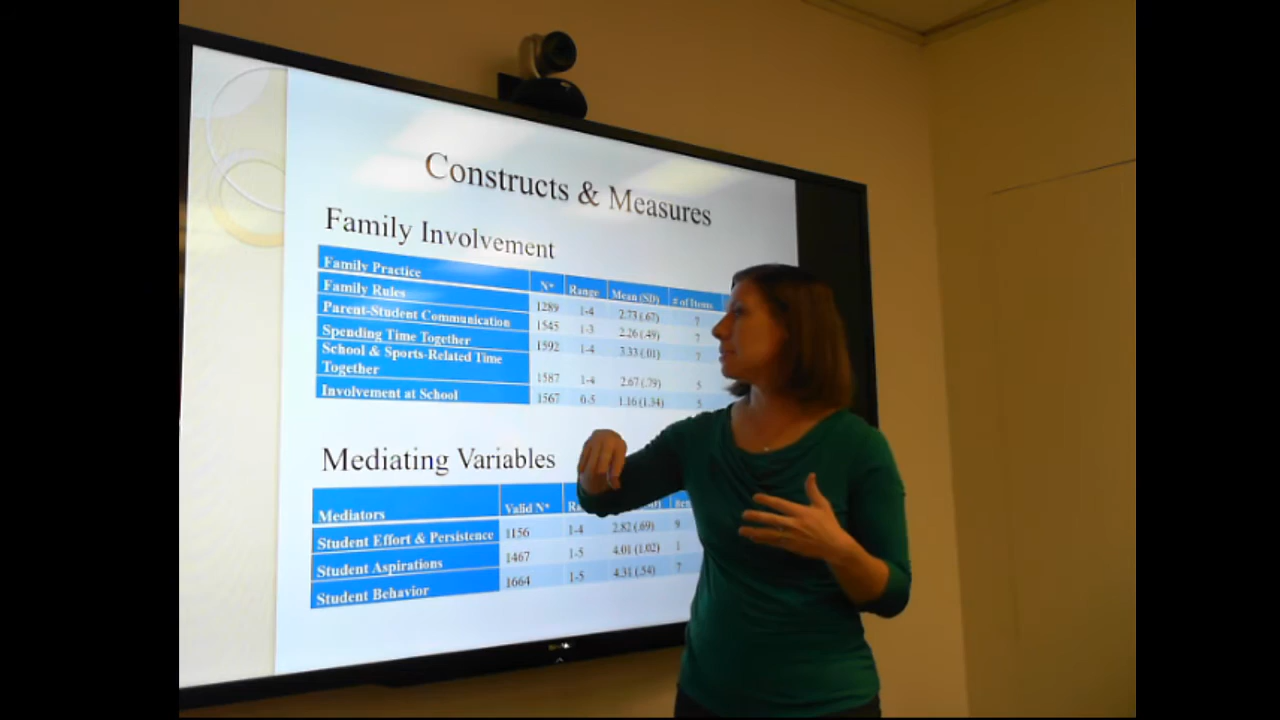 Constructs & Measures
Family Involvement
Family Practice N* Range Mean (SD) # of Items
Family Rules 1289 1-4 2.73 (.67) 7
Parent-Student Communication 1545 1-3 2.26 (.49) 7
Spending Time Together 1592 1-4 3.33 (.01) 7
School & Sports-Related Time
Together 1587 1-4 2.67 (.79) 5
Involvement at School 1567 0-5 1.16 (1.34) 5
Mediating Variables
Mediators Valid N*
Student Effort & Persistence 1156 1-4 2.82 (.69) 9
Student Aspirations 1467 1-5 4.01 (1.02) 1
Student Behavior 1664 1-5 4.31 (.54) 7